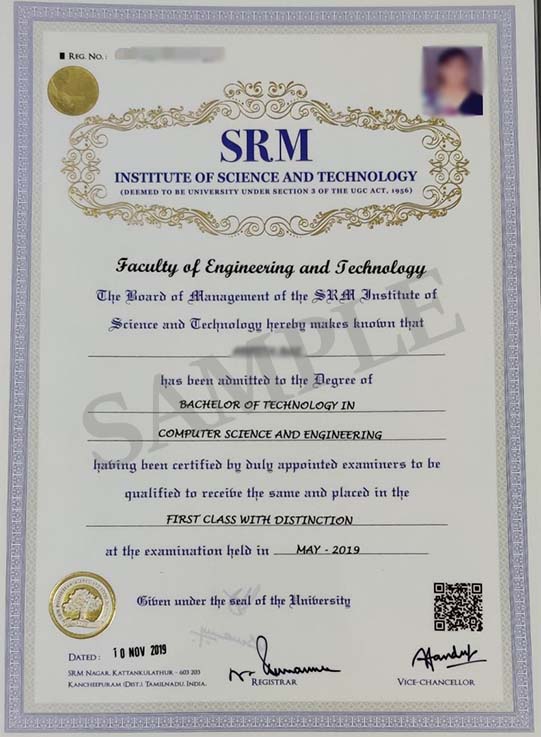 REG. NO.:
SRM
INSTITUTE OF SCIENCE AND TECHNOLOGY
(DEEMED TO BE UNIVERSITY UNDER SECTION 3 OF THE UGC ACT, 1956)
Faculty of Engineering and Technology
The Board of Management of the SRM Institute of
Science and Technology hereby makes known that
SAMPLE
has been admitted to the Degree of
BACHELOR OF TECHNOLOGY IN
COMPUTER SCIENCE AND ENGINEERING
having been certified by duly appointed examiners to be
qualified to receive the same and placed in the
FIRST CLASS WITH DISTINCTION
at the examination held in MAY - 2019
Given under the seal of the University
DATED: 10 NOV 2019
SRM NAGAR, KATTANKULATHUR - 603 203
KANCHEEPURAM (DIST.), TAMILNADU, INDIA.
REGISTRAR
VICE-CHANCELLOR